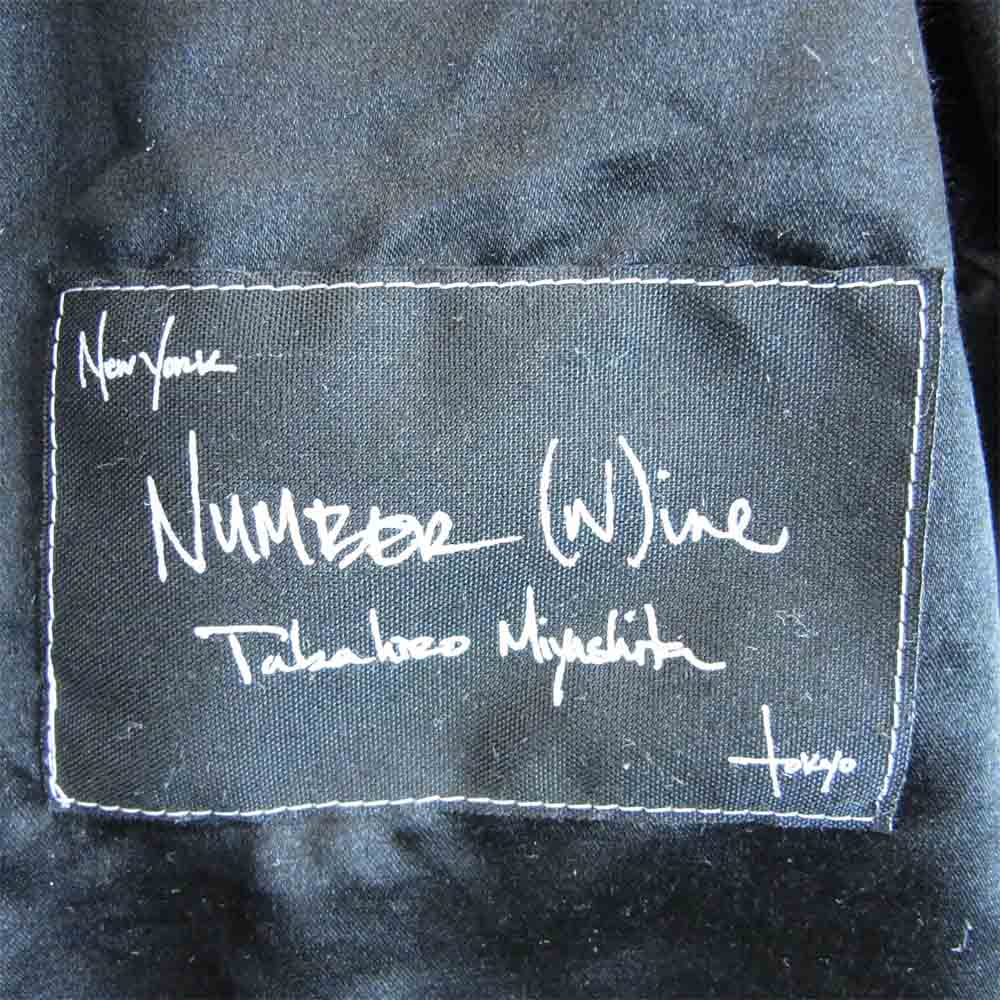 New York
NUMBER (N)ine
Takahiro Miyashita
tokyo